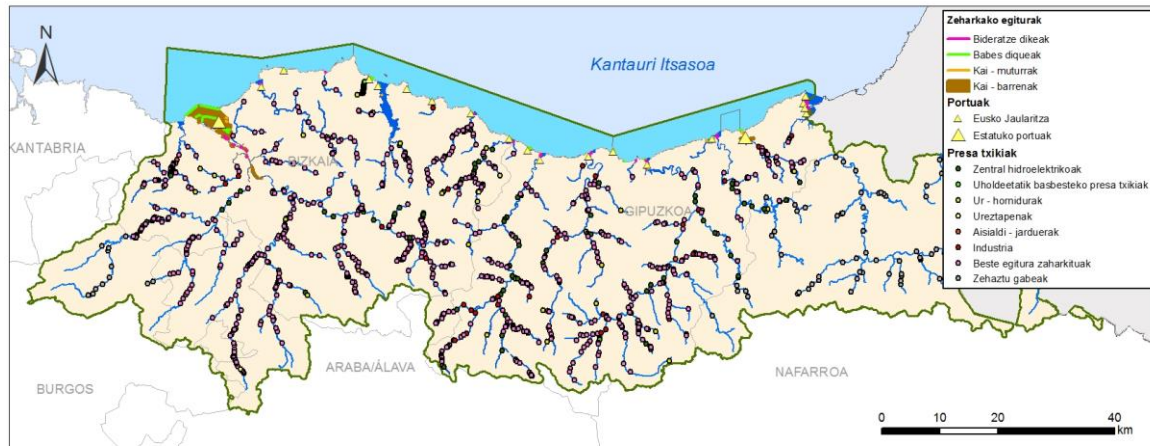 N
Kantauri Itsasoa
KANTABRIA
BIZKAIA
GIPUZKOA
ARABA/ÁLAVA
BURGOS
NAFARROA
Zeharkako egiturak
Bideratze dikeak
Babes diqueak
Kai - muturrak
Kai - barrenak
Portuak
Eusko Jaularitza
Estatuko portuak
Presa txikiak
Zentral hidroelektrikoak
Uholdeetatik basbesteko presa txikiak
Ur - hornidurak
Ureztapenak
Aisialdi - jarduerak
Industria
Beste egitura zaharkituak
Zehaztu gabeak
0 10 20 40
km